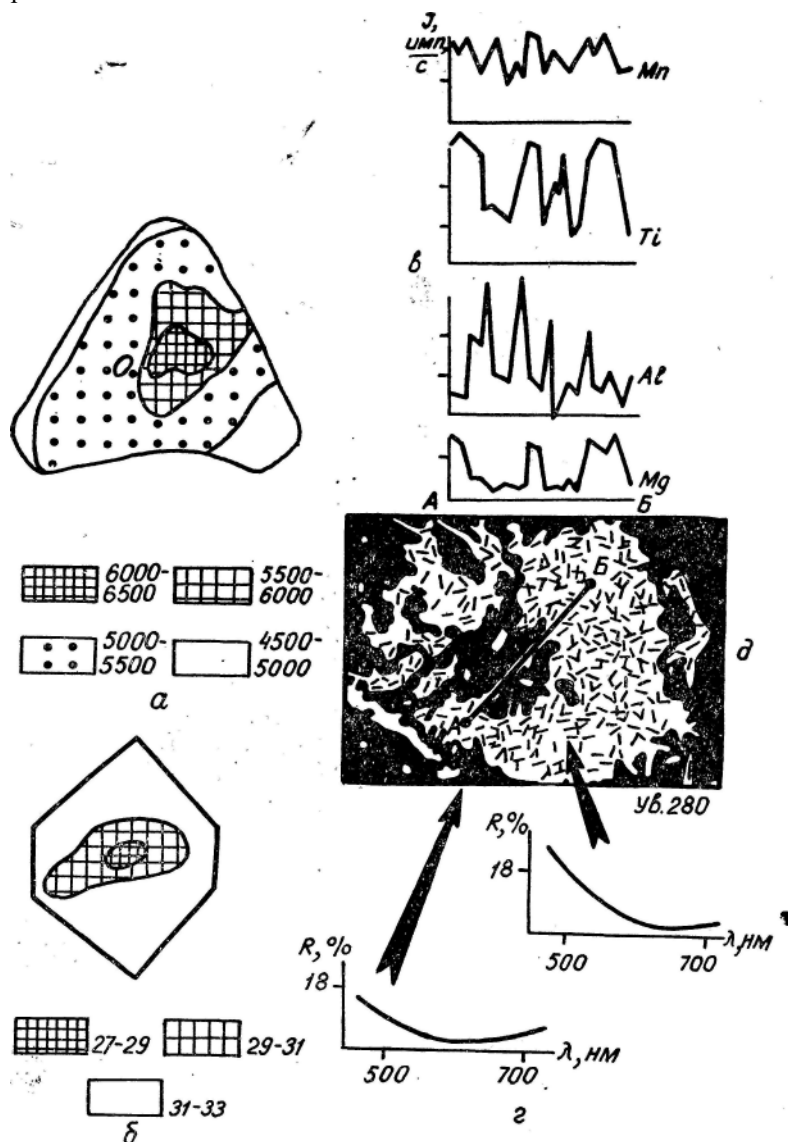 J,
имп
с
Mn
Ti
в
Al
Mg
А Б
6000-
6500
5500-
6000
5000-
5500
4500-
5000
а
Б
А
д
Ув.280
R,%
18
λ,нм
500 700
R,%
18
λ,нм
500 700
27-29 29-31
31-33
б
г